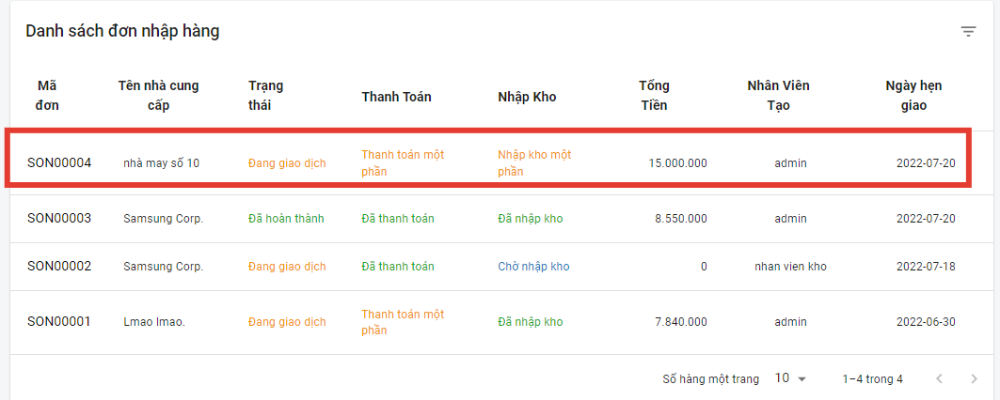 Danh sách đơn nhập hàng
Mã đơn Tên nhà cung cấp Trạng thái Thanh Toán Nhập Kho Tổng Tiền Nhân Viên Tạo Ngày hẹn giao
SON00004 nhà may số 10 Đang giao dịch Thanh toán một phần Nhập kho một phần 15.000.000 admin 2022-07-20
SON00003 Samsung Corp. Đã hoàn thành Đã thanh toán Đã nhập kho 8.550.000 admin 2022-07-20
SON00002 Samsung Corp. Đang giao dịch Đã thanh toán Chờ nhập kho 0 nhan vien kho 2022-07-18
SON00001 Lmao lmao. Đang giao dịch Thanh toán một phần Đã nhập kho 7.840.000 admin 2022-06-30
Số hàng một trang 10 1–4 trong 4